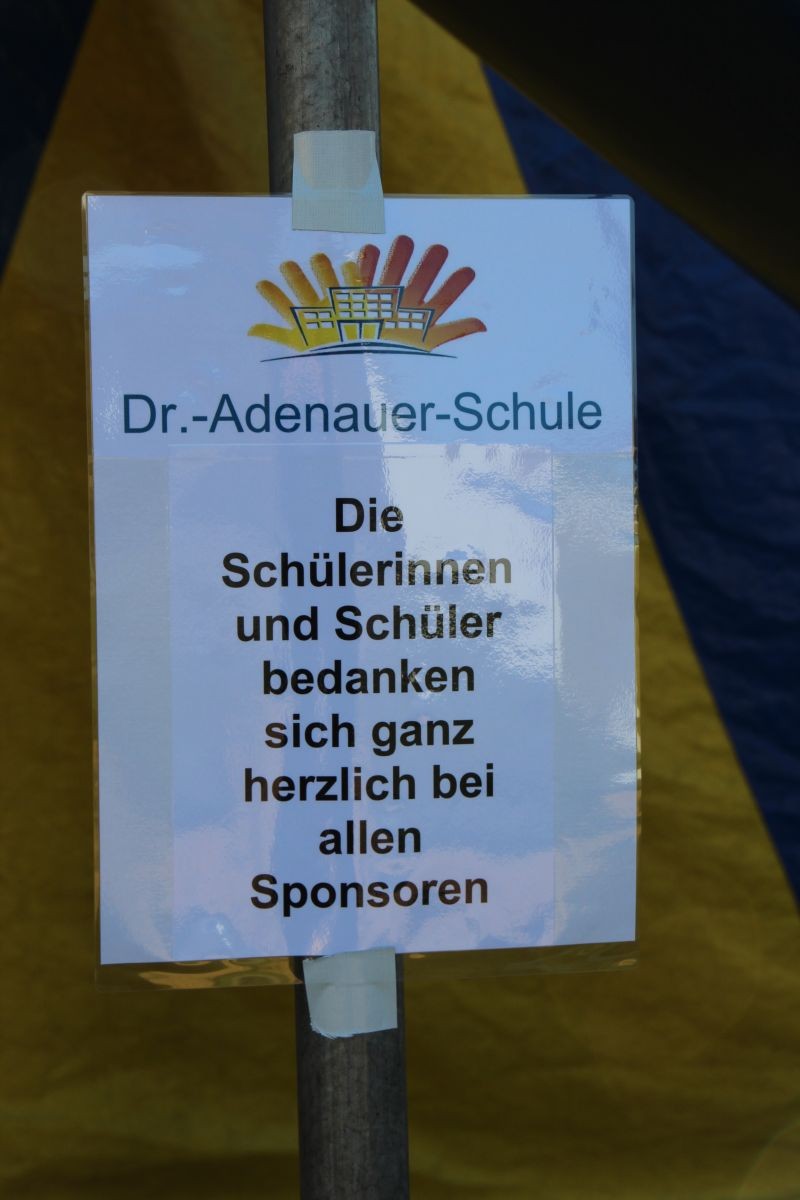 Dr.-Adenauer-Schule
Die
Schülerinnen
und Schüler
bedanken
sich ganz
herzlich bei
allen
Sponsoren